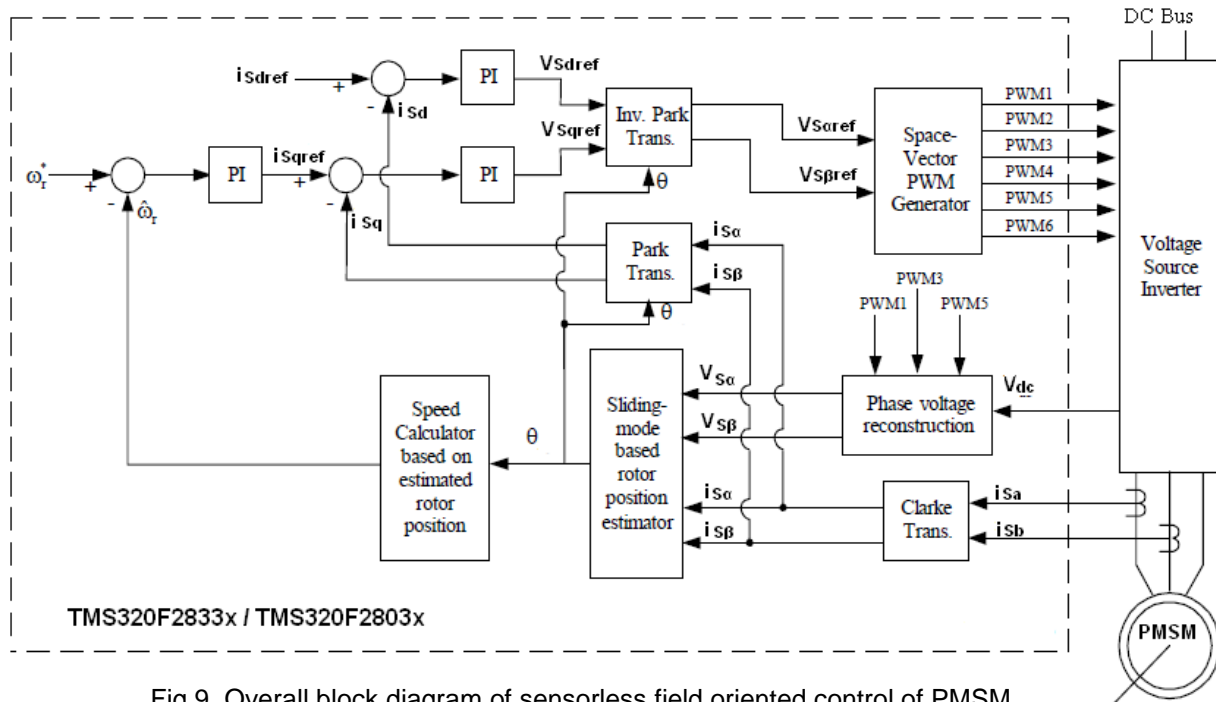 DC Bus
i Sdref
+
-
i Sd
PI
VSdref
Inv. Park
Trans.
θ
VSαref
VSβref
Space-
Vector
PWM
Generator
PWM1
PWM2
PWM3
PWM4
PWM5
PWM6
Voltage
Source
Inverter
ω*r
+
-
ω̂r
PI
iSqref
+
-
i Sq
PI
VSqref
Park
Trans.
θ
iSα
iSβ
PWM3
PWM1
PWM5
Speed
Calculator
based on
estimated
rotor
position
θ
Sliding-
mode
based
rotor
position
estimator
VSα
VSβ
iSα
iSβ
Phase voltage
reconstruction
Vdc
Clarke
Trans.
iSa
iSb
TMS320F2833x / TMS320F2803x
PMSM
Fig 9 Overall block diagram of sensorless field oriented control of PMSM